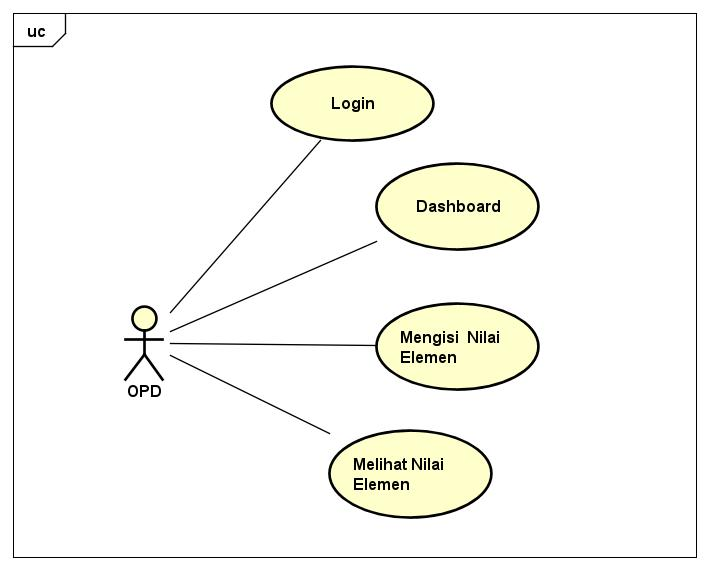 uc
Login
Dashboard
Mengisi Nilai
Elemen
OPD
Melihat Nilai
Elemen